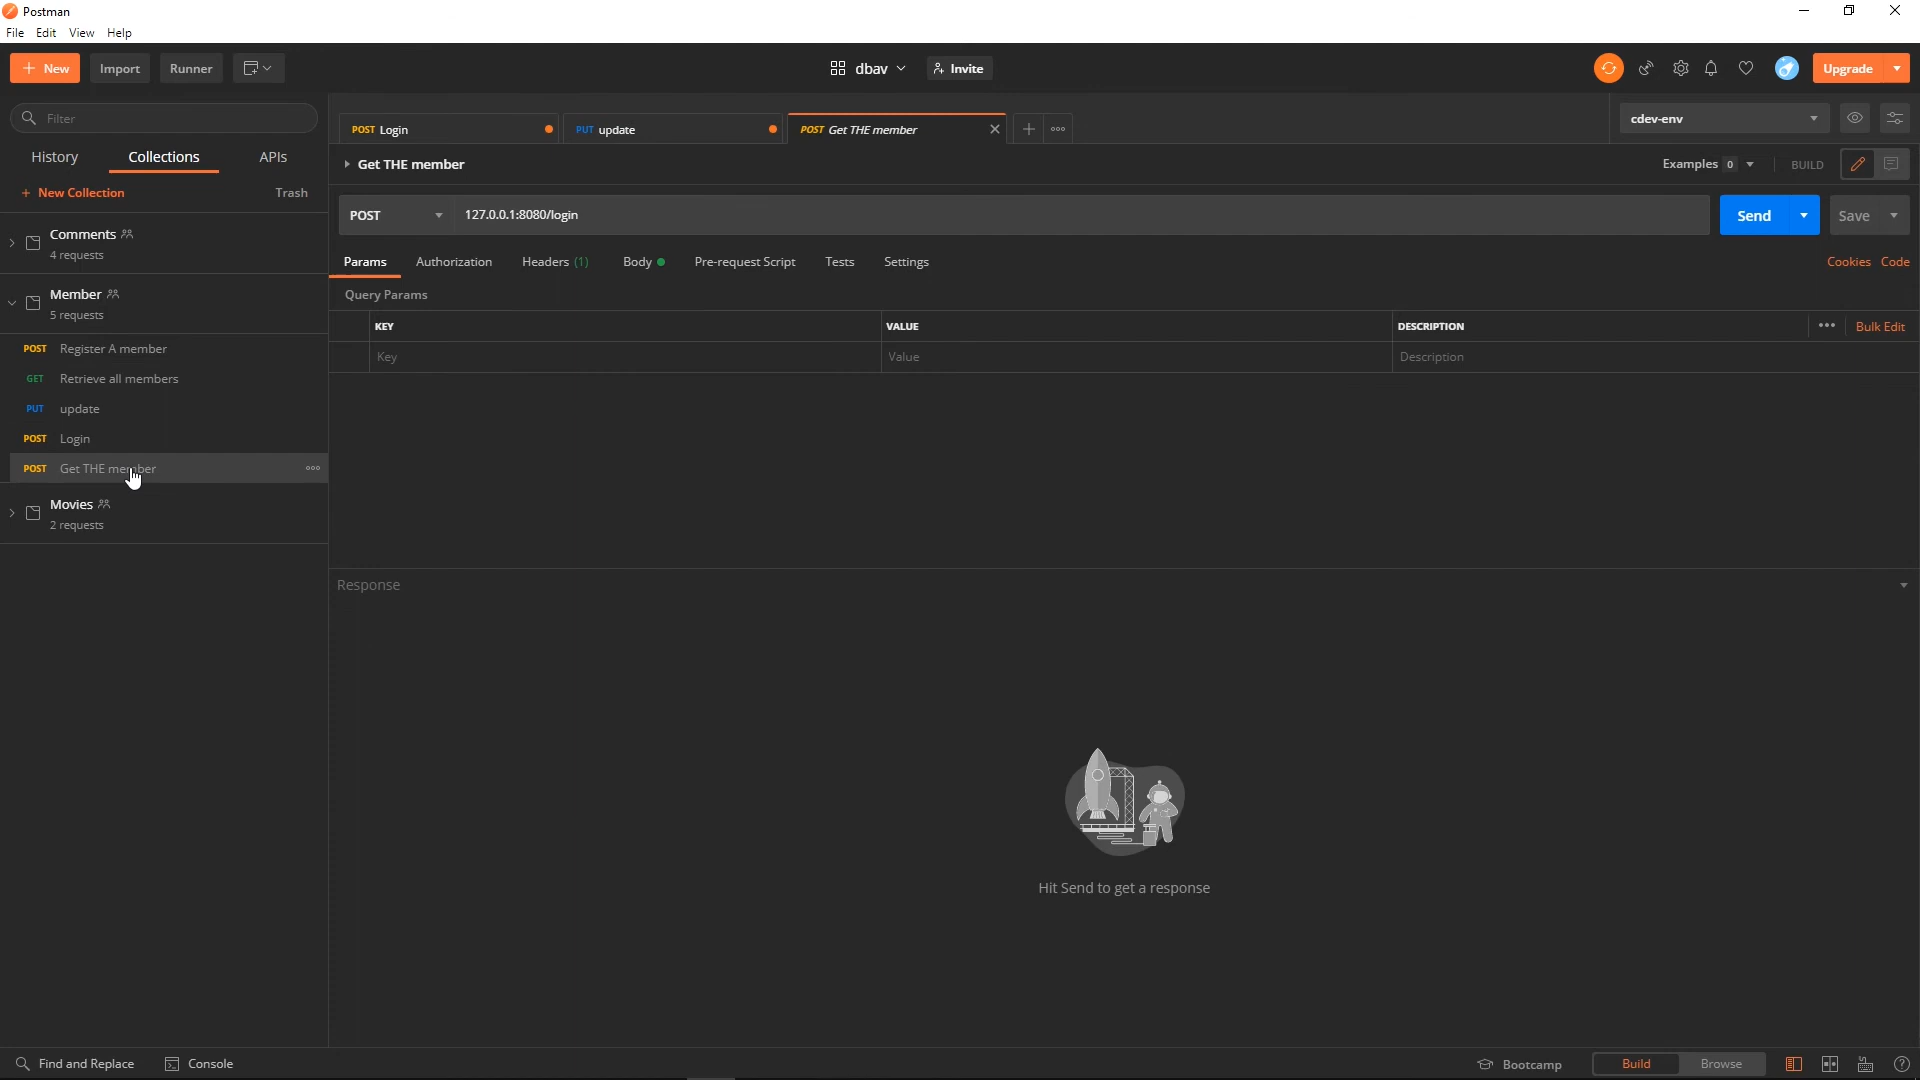 Postman
File Edit View Help
New Import Runner dbav Invite Upgrade
Filter
POST Login PUT update POST Get THE member
cdev-env
History Collections APIs
Get THE member
Examples 0 BUILD
+ New Collection Trash
POST 127.0.0.1:8080/login Send Save
Comments
4 requests
Params Authorization Headers (1) Body Pre-request Script Tests Settings Cookies Code
Query Params
Member
5 requests
KEY VALUE DESCRIPTION Bulk Edit
Key Value Description
POST Register A member
GET Retrieve all members
PUT update
POST Login
POST Get THE member
Movies
2 requests
Response
Hit Send to get a response
Find and Replace Console Bootcamp Build Browse